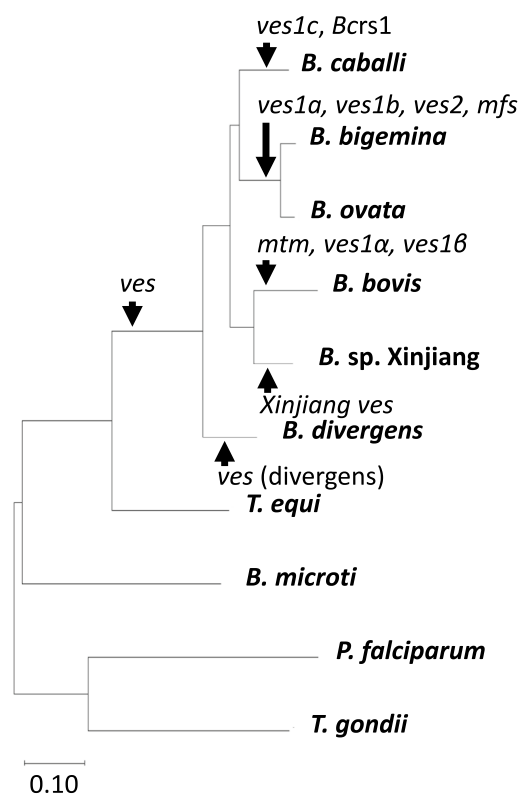 ves1c, Bcrs1
B. caballi
ves1a, ves1b, ves2, mfs
B. bigemina
B. ovata
mtm, ves1α, ves1β
ves
B. bovis
B. sp. Xinjiang
Xinjiang ves
B. divergens
ves (divergens)
T. equi
B. microti
P. falciparum
T. gondii
0.10